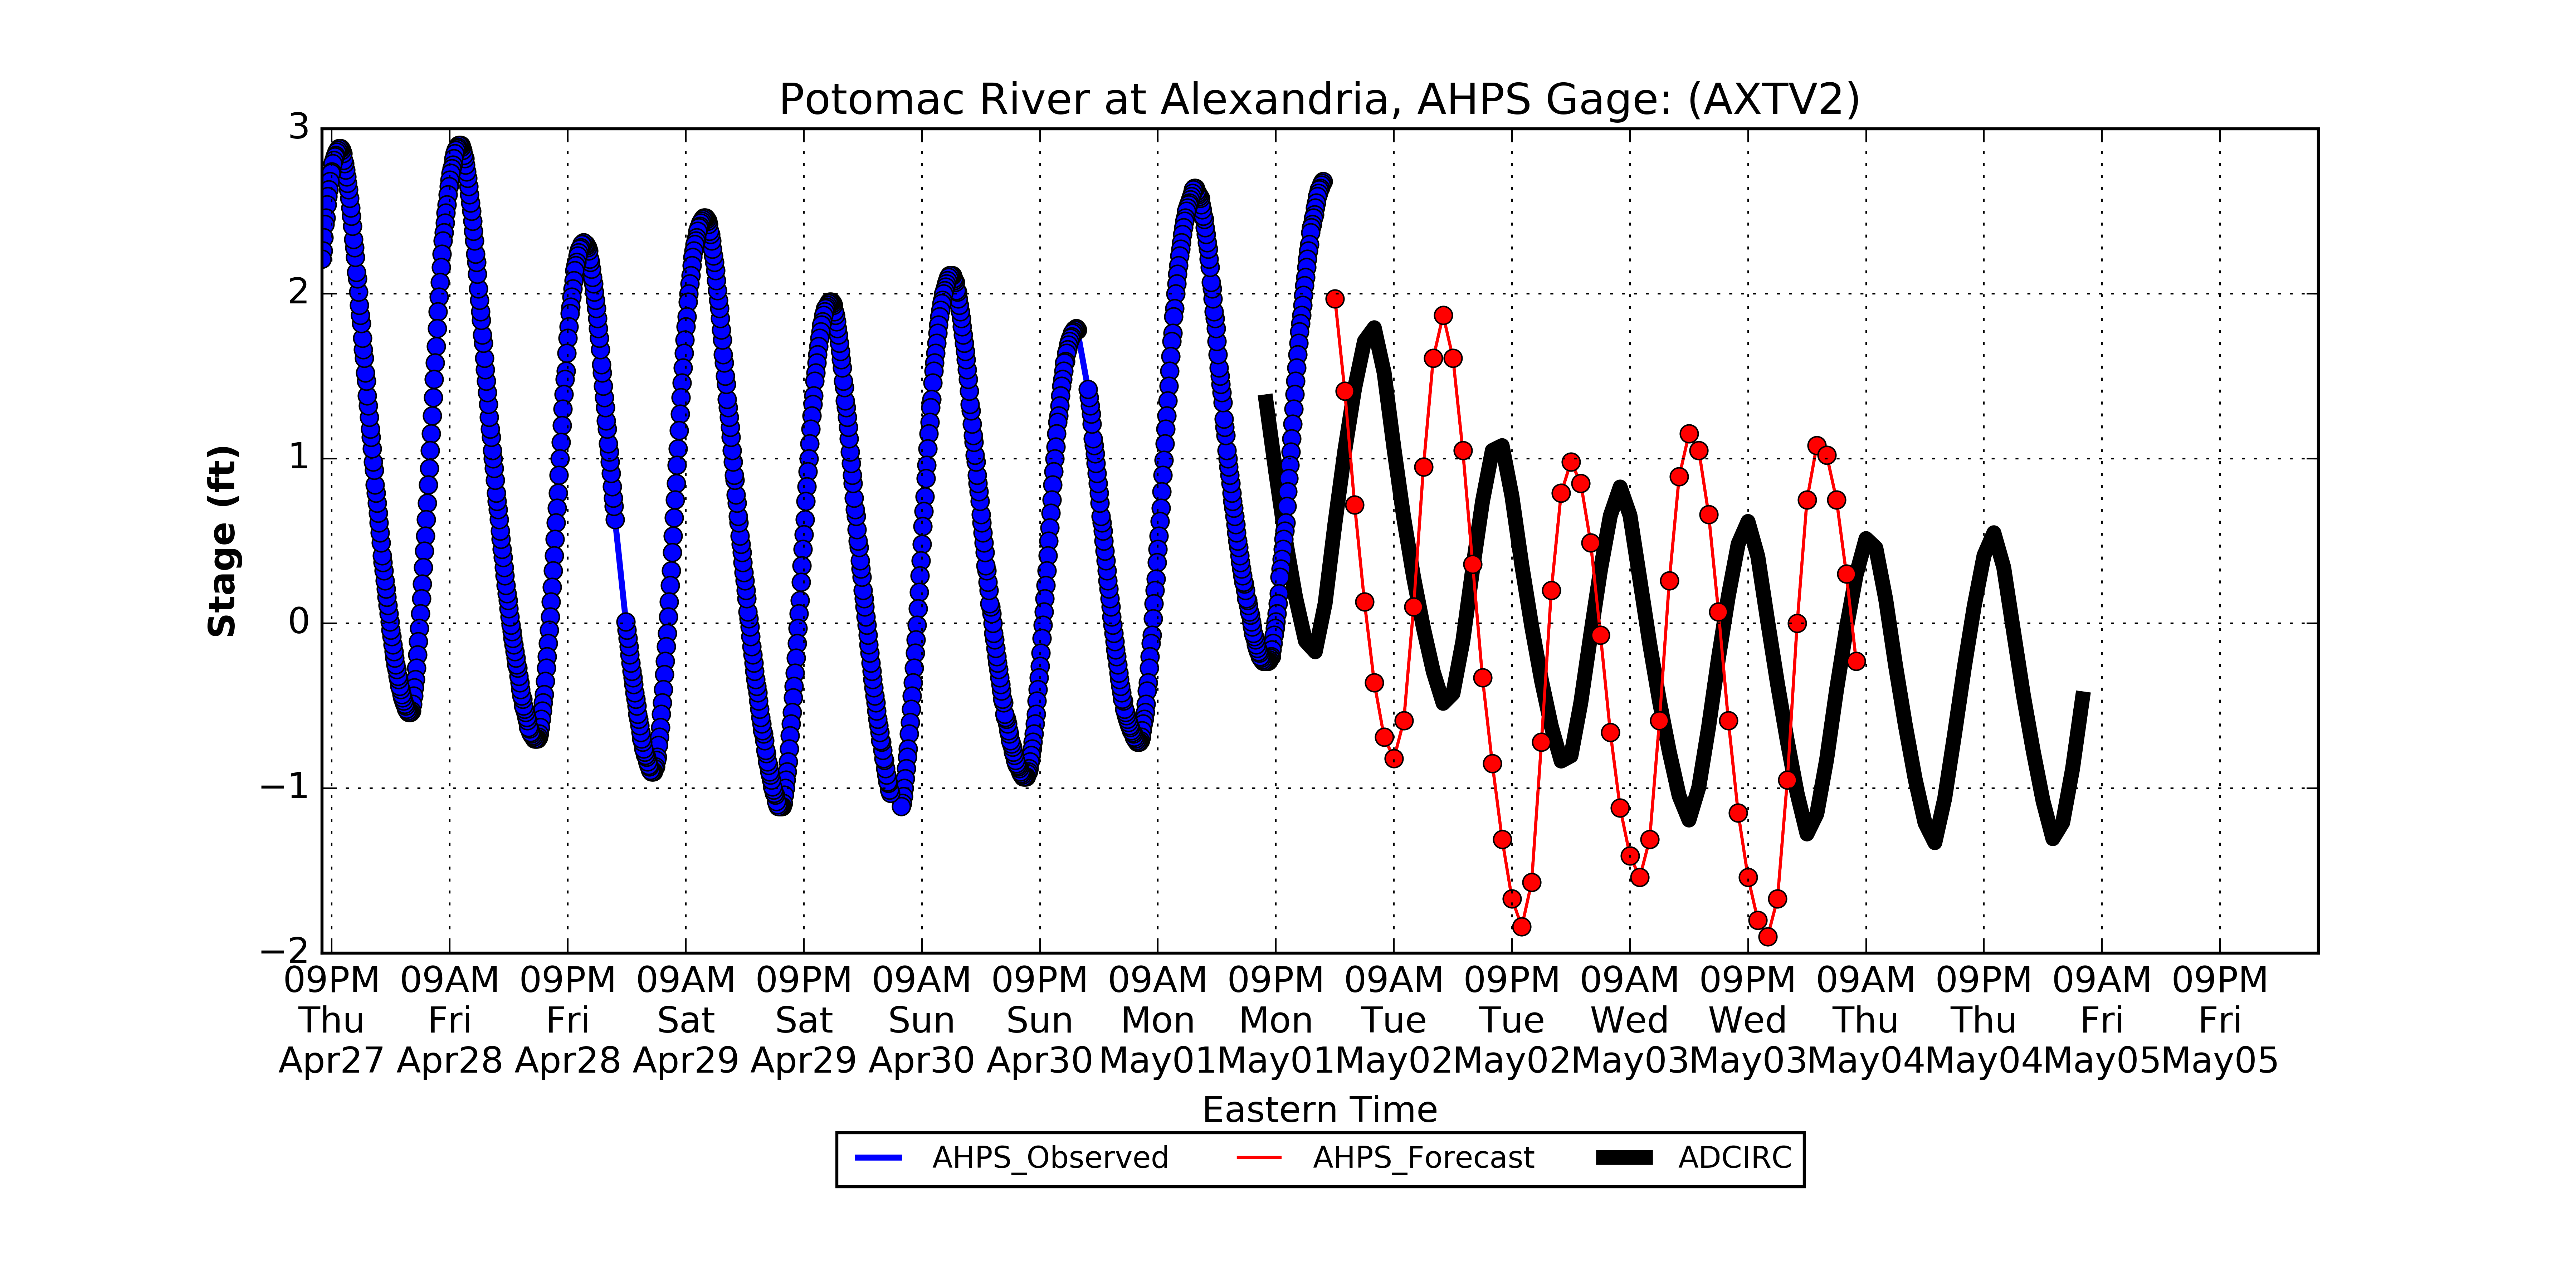 Potomac River at Alexandria, AHPS Gage: (AXTV2)
Stage (ft)
3
2
1
0
−1
−2
09PM 09AM 09PM 09AM 09PM 09AM 09PM 09AM 09PM 09AM 09PM 09AM 09PM 09AM 09PM 09AM 09PM
Thu Fri Fri Sat Sat Sun Sun Mon Mon Tue Tue Wed Wed Thu Thu Fri Fri
Apr27 Apr28 Apr28 Apr29 Apr29 Apr30 Apr30 May01 May01 May02 May02 May03 May03 May04 May04 May05 May05
Eastern Time
AHPS_Observed AHPS_Forecast ADCIRC